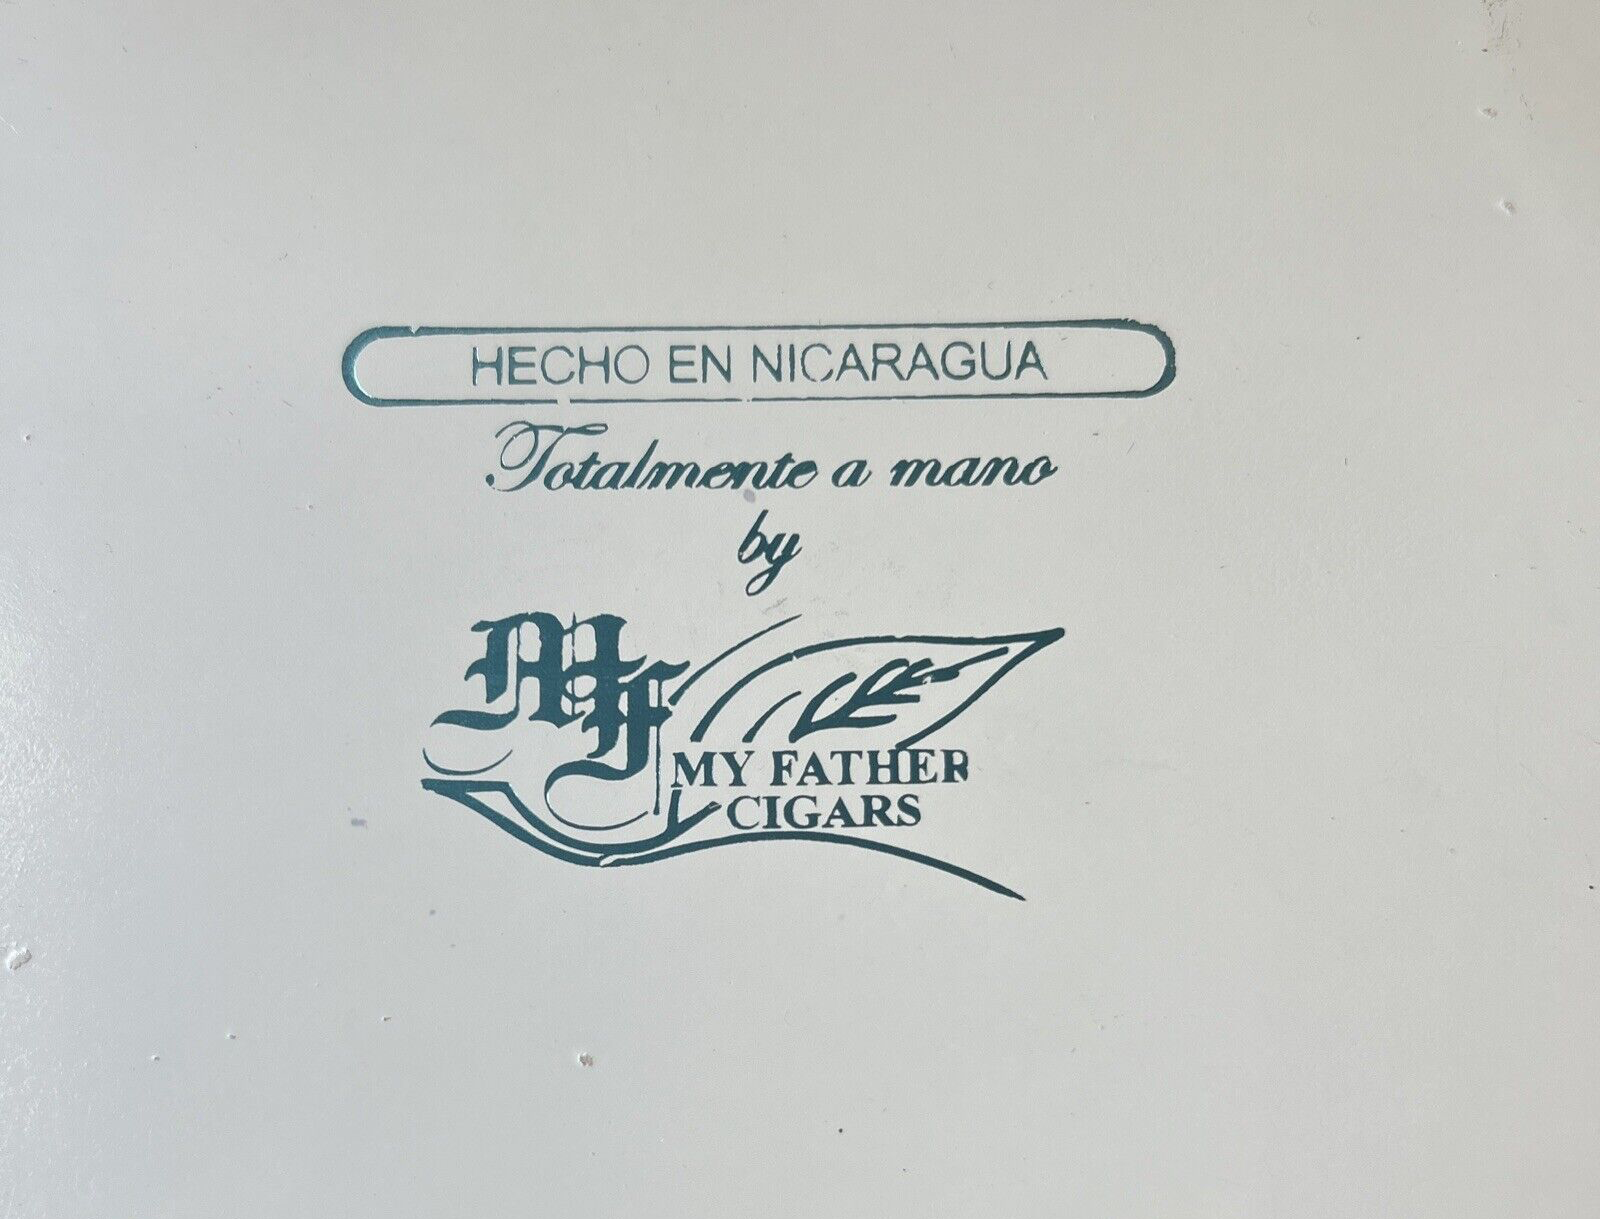 HECHO EN NICARAGUA
Totalmente a mano
by
MF
MY FATHER
CIGARS